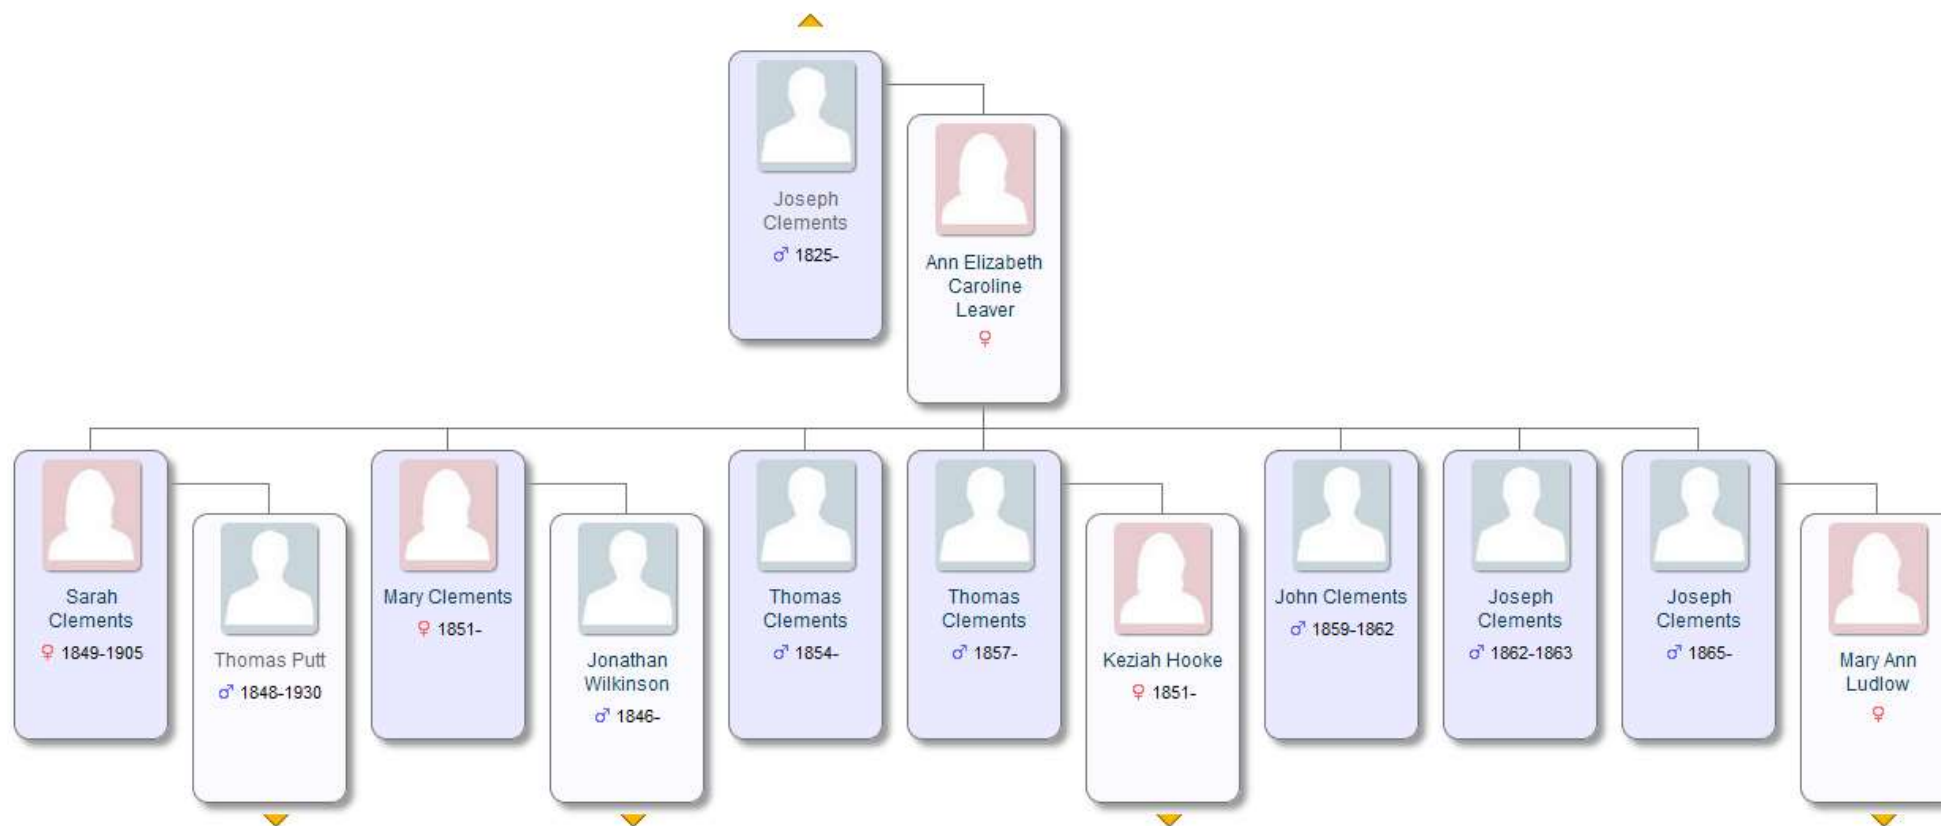 Joseph
Clements
♂ 1825-
Ann Elizabeth
Caroline
Leaver
♀
Sarah
Clements
♀ 1849-1905
Thomas Putt
♂ 1848-1930
Mary Clements
♀ 1851-
Jonathan
Wilkinson
♂ 1846-
Thomas
Clements
♂ 1854-
Thomas
Clements
♂ 1857-
Keziah Hooke
♀ 1851-
John Clements
♂ 1859-1862
Joseph
Clements
♂ 1862-1863
Joseph
Clements
♂ 1865-
Mary Ann
Ludlow
♀